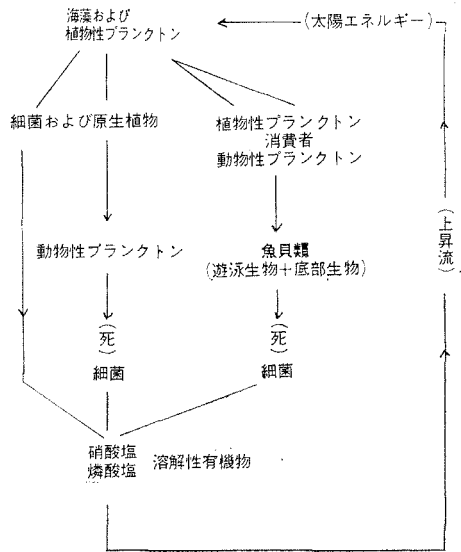 海藻および
植物性プランクトン
(太陽エネルギー)
細菌および原生植物
植物性プランクトン
消費者
動物性プランクトン
(上昇流)
動物性プランクトン
魚貝類
(遊泳生物+底部生物)
(死)
(死)
細菌
細菌
硝酸塩
燐酸塩
溶解性有機物